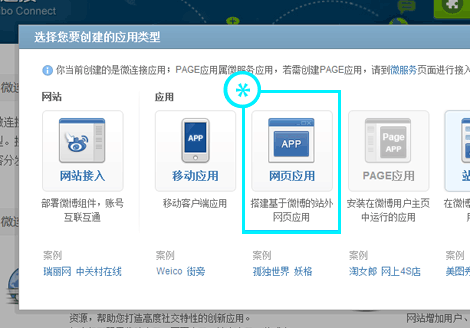 选择您要创建的应用类型
你当前创建的是微连接应用；PAGE应用属微服务应用，若需创建PAGE应用，请到微服务页面进行接入
网站
应用
APP
APP
Page
APP
网站接入
移动应用
网页应用
PAGE应用
站
部署微博组件，账号
互联互通
移动客户端应用
搭建基于微博的站外
网页应用
安装在微博用户主页
中运行的应用
在微博
案例
案例
案例
案例
瑞丽网 中关村在线
Weico 街旁
孤独世界 妖格
淘女郎 网上4S店
美图秀
资源，帮助您打造高度社交特性的创新应用。
网站增加用户、